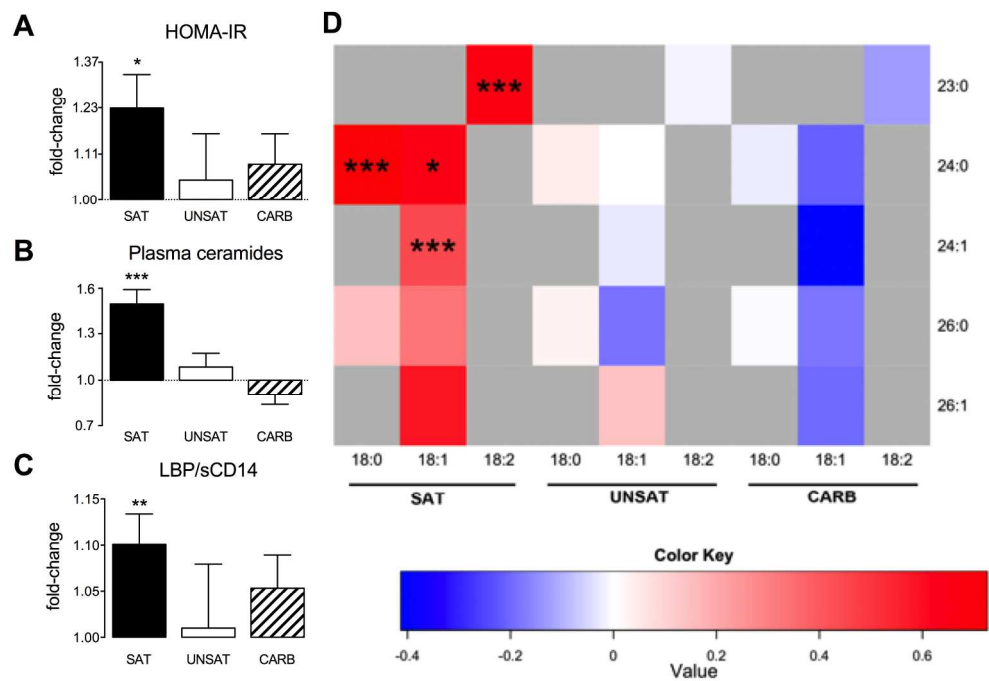 A
HOMA-IR
fold-change
1.37
1.23
1.11
1.00
*
SAT UNSAT CARB
B
Plasma ceramides
fold-change
1.6
1.3
1.0
0.7
***
SAT UNSAT CARB
C
LBP/sCD14
fold-change
1.15
1.10
1.05
1.00
**
SAT UNSAT CARB
D
*** 23:0
*** * 24:0
*** 24:1
26:0
26:1
18:0 18:1 18:2 18:0 18:1 18:2 18:0 18:1 18:2
SAT UNSAT CARB
Color Key
-0.4 -0.2 0 0.2 0.4 0.6
Value